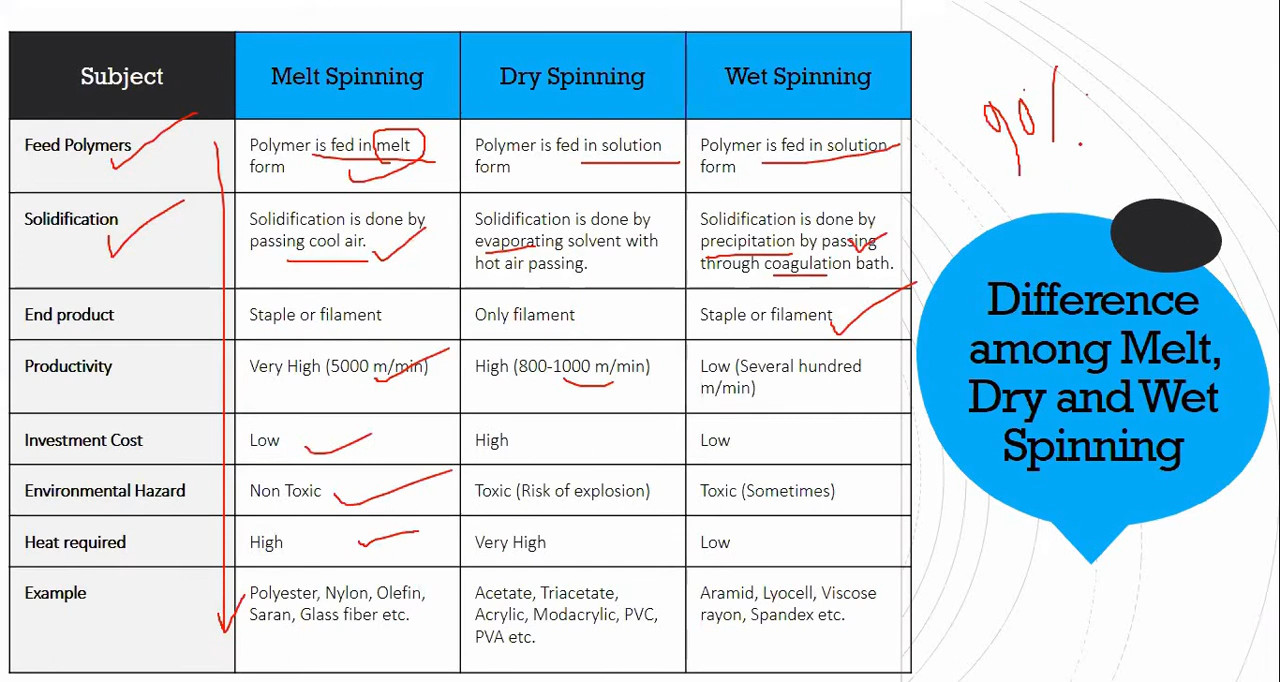 Subject
Melt Spinning
Dry Spinning
Wet Spinning
Feed Polymers
Polymer is fed in melt
form
Polymer is fed in solution
form
Polymer is fed in solution
form
Solidification
Solidification is done by
passing cool air.
Solidification is done by
evaporating solvent with
hot air passing.
Solidification is done by
precipitation by passing
through coagulation bath.
End product
Staple or filament
Only filament
Staple or filament
Productivity
Very High (5000 m/min)
High (800-1000 m/min)
Low (Several hundred
m/min)
Investment Cost
Low
High
Low
Environmental Hazard
Non Toxic
Toxic (Risk of explosion)
Toxic (Sometimes)
Heat required
High
Very High
Low
Example
Polyester, Nylon, Olefin,
Saran, Glass fiber etc.
Acetate, Triacetate,
Acrylic, Modacrylic, PVC,
PVA etc.
Aramid, Lyocell, Viscose
rayon, Spandex etc.
90%
Difference
among Melt,
Dry and Wet
Spinning